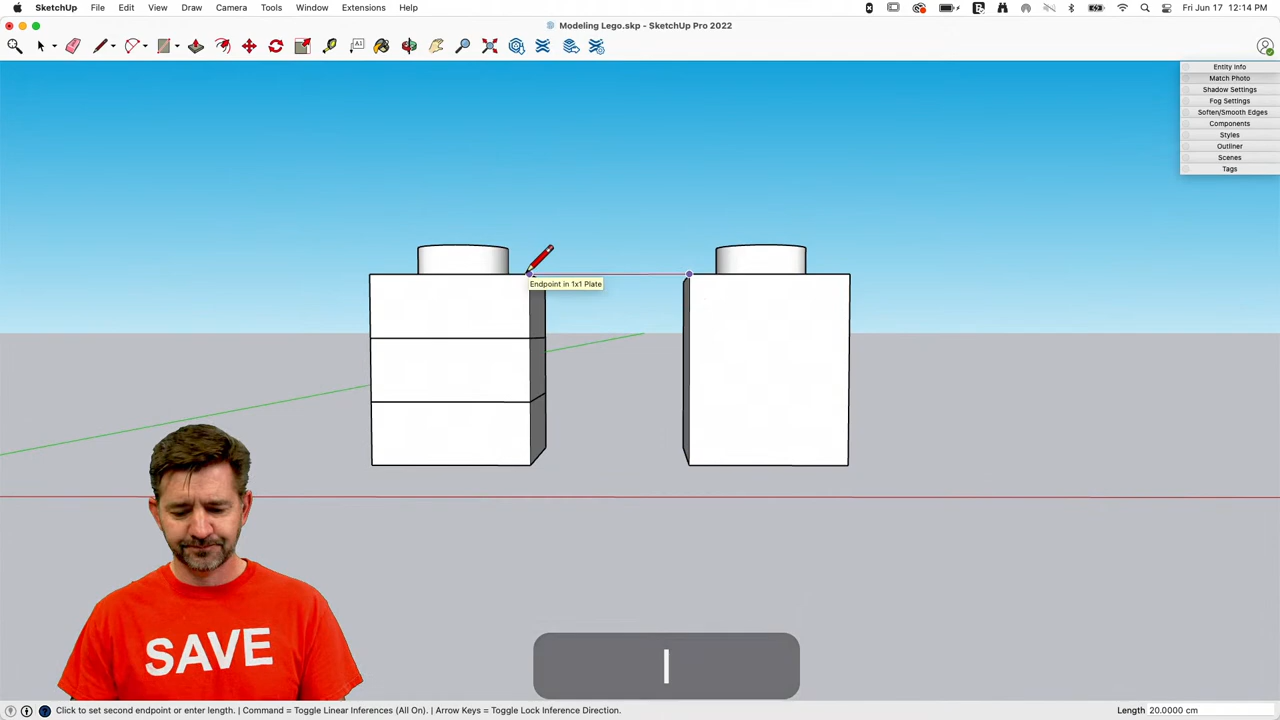 SketchUp File Edit View Draw Camera Tools Window Extensions Help
Fri Jun 17 12:14 PM
Modeling Lego.skp - SketchUp Pro 2022
A1
Entity Info
Match Photo
Shadow Settings
Fog Settings
Soften/Smooth Edges
Components
Styles
Outliner
Scenes
Tags
Endpoint in 1x1 Plate
SAVE
l
Click to set second endpoint or enter length. | Command = Toggle Linear Inferences (All On). | Arrow Keys = Toggle Lock Inference Direction.
Length 20.0000 cm